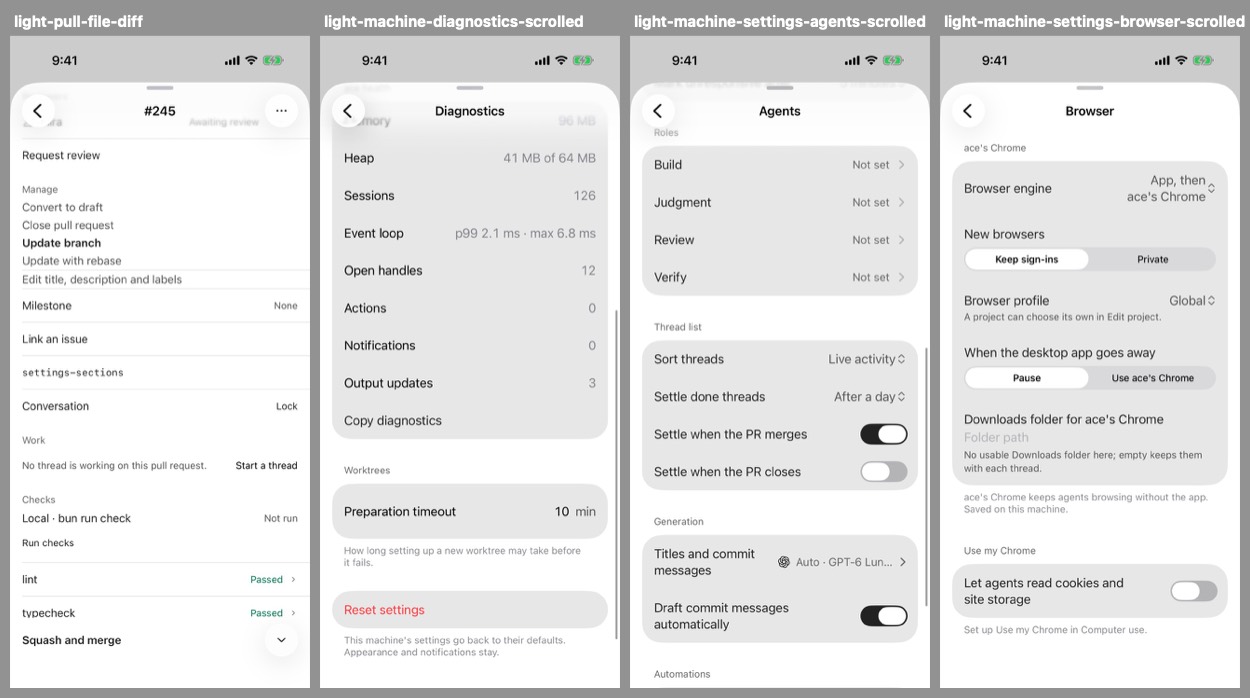 light-pull-file-diff
9:41
#245
Awaiting review
Request review
Manage
Convert to draft
Close pull request
Update branch
Update with rebase
Edit title, description and labels
Milestone
None
Link an issue
settings-sections
Conversation
Lock
Work
No thread is working on this pull request.
Start a thread
Checks
Local · bun run check
Not run
Run checks
lint
Passed
typecheck
Passed
Squash and merge
light-machine-diagnostics-scrolled
9:41
Diagnostics
96 MB
Heap
41 MB of 64 MB
Sessions
126
Event loop
p99 2.1 ms · max 6.8 ms
Open handles
12
Actions
0
Notifications
0
Output updates
3
Copy diagnostics
Worktrees
Preparation timeout
10 min
How long setting up a new worktree may take before
it fails.
Reset settings
This machine's settings go back to their defaults.
Appearance and notifications stay.
light-machine-settings-agents-scrolled
9:41
Agents
Roles
Build
Not set
Judgment
Not set
Review
Not set
Verify
Not set
Thread list
Sort threads
Live activity
Settle done threads
After a day
Settle when the PR merges
Settle when the PR closes
Generation
Titles and commit
messages
Auto · GPT-6 Lun...
Draft commit messages
automatically
Automations
light-machine-settings-browser-scrolled
9:41
Browser
ace's Chrome
Browser engine
App, then
ace's Chrome
New browsers
Keep sign-ins
Private
Browser profile
Global
A project can choose its own in Edit project.
When the desktop app goes away
Pause
Use ace's Chrome
Downloads folder for ace's Chrome
Folder path
No usable Downloads folder here; empty keeps them
with each thread.
ace's Chrome keeps agents browsing without the app.
Saved on this machine.
Use my Chrome
Let agents read cookies and
site storage
Set up Use my Chrome in Computer use.